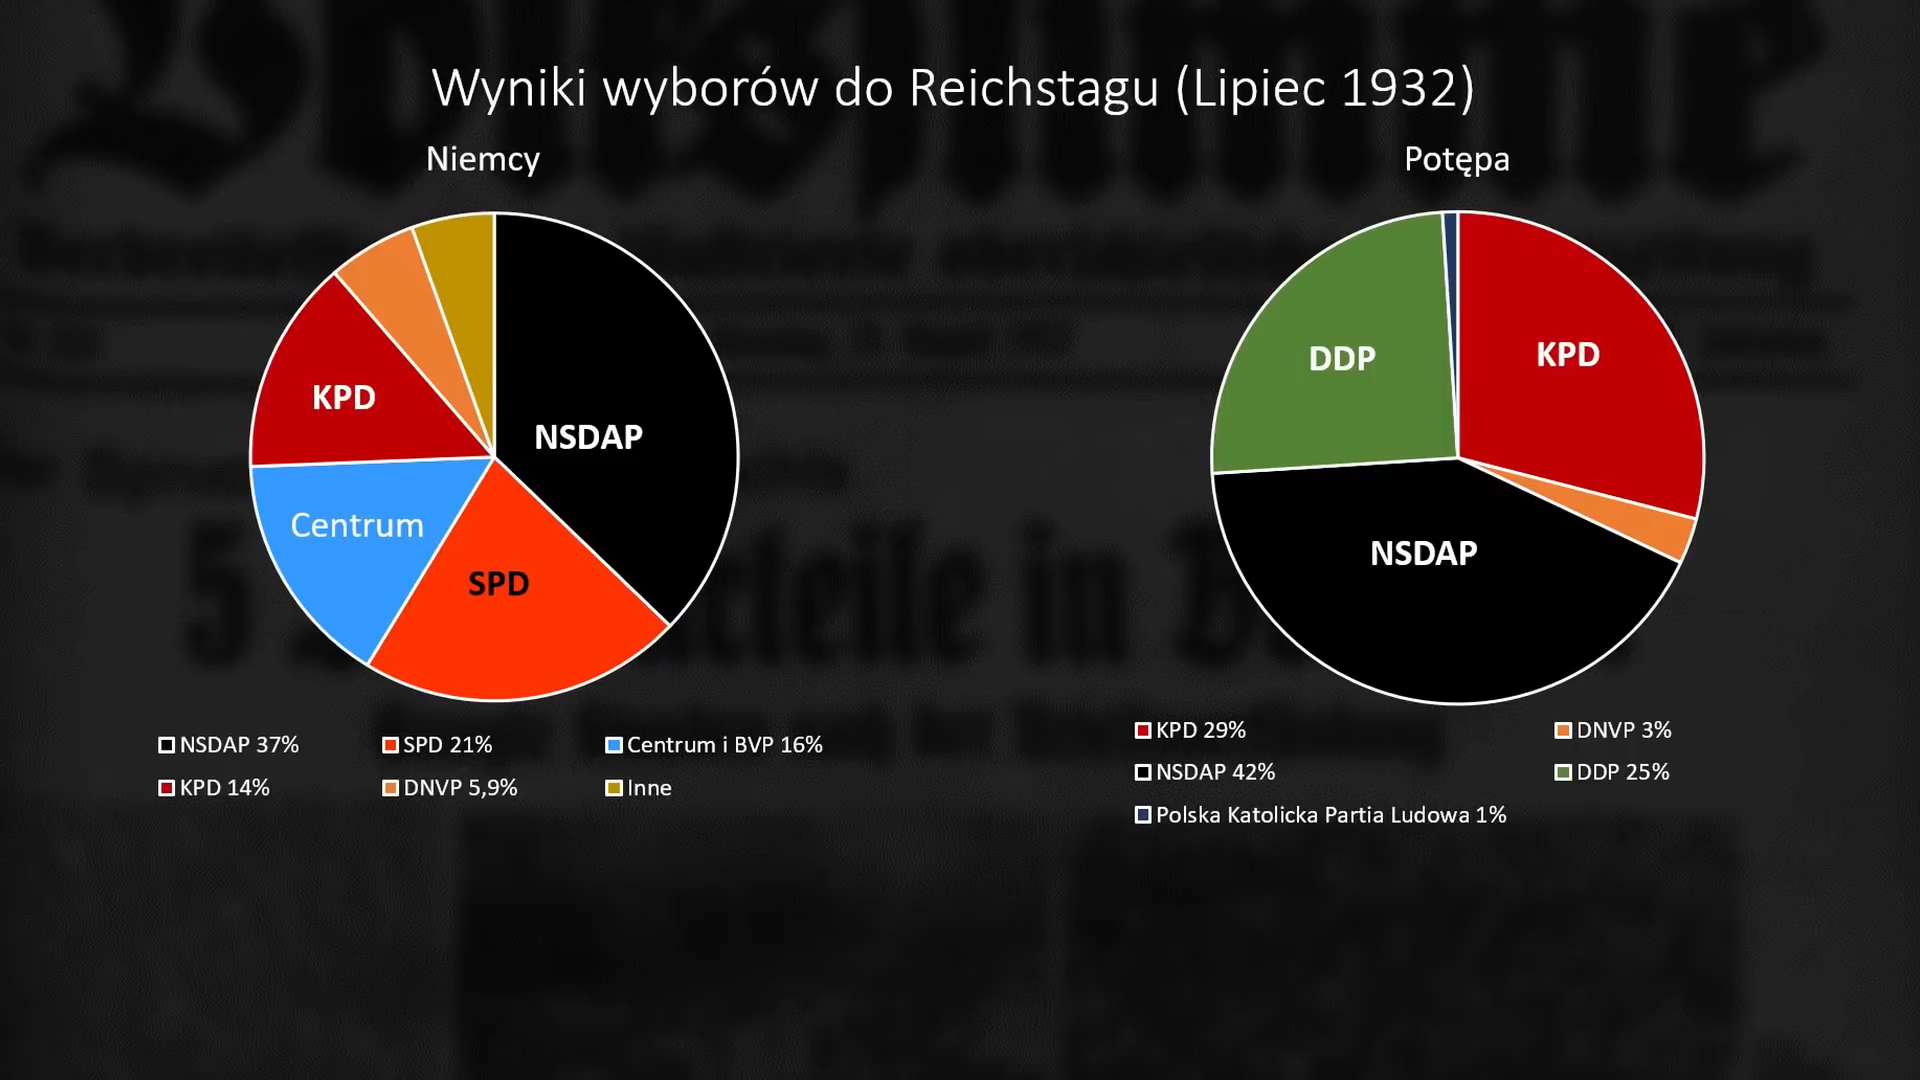 Wyniki wyborów do Reichstagu (Lipiec 1932)
Niemcy
NSDAP
SPD
Centrum
KPD
NSDAP 37%
SPD 21%
Centrum i BVP 16%
KPD 14%
DNVP 5,9%
Inne
Potępa
KPD
DDP
NSDAP
KPD 29%
DNVP 3%
NSDAP 42%
DDP 25%
Polska Katolicka Partia Ludowa 1%
5
in